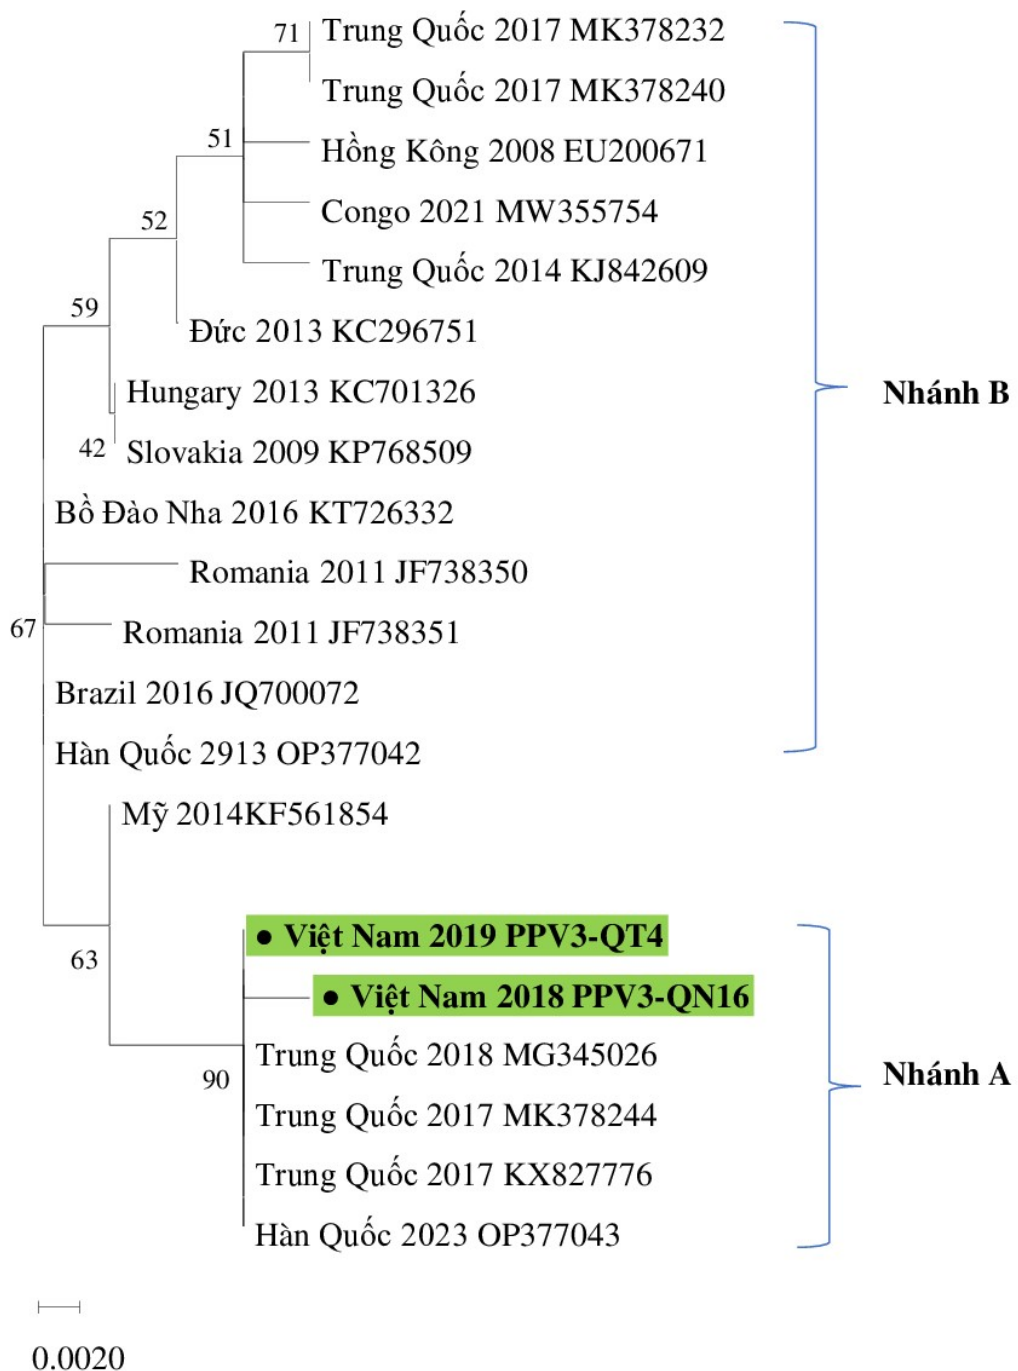 71
Trung Quốc 2017 MK378232
Trung Quốc 2017 MK378240
51
Hồng Kông 2008 EU200671
Congo 2021 MW355754
52
Trung Quốc 2014 KJ842609
59
Đức 2013 KC296751
Hungary 2013 KC701326
Nhánh B
42
Slovakia 2009 KP768509
Bồ Đào Nha 2016 KT726332
Romania 2011 JF738350
67
Romania 2011 JF738351
Brazil 2016 JQ700072
Hàn Quốc 2913 OP377042
Mỹ 2014KF561854
● Việt Nam 2019 PPV3-QT4
63
● Việt Nam 2018 PPV3-QN16
Trung Quốc 2018 MG345026
Nhánh A
90
Trung Quốc 2017 MK378244
Trung Quốc 2017 KX827776
Hàn Quốc 2023 OP377043
0.0020